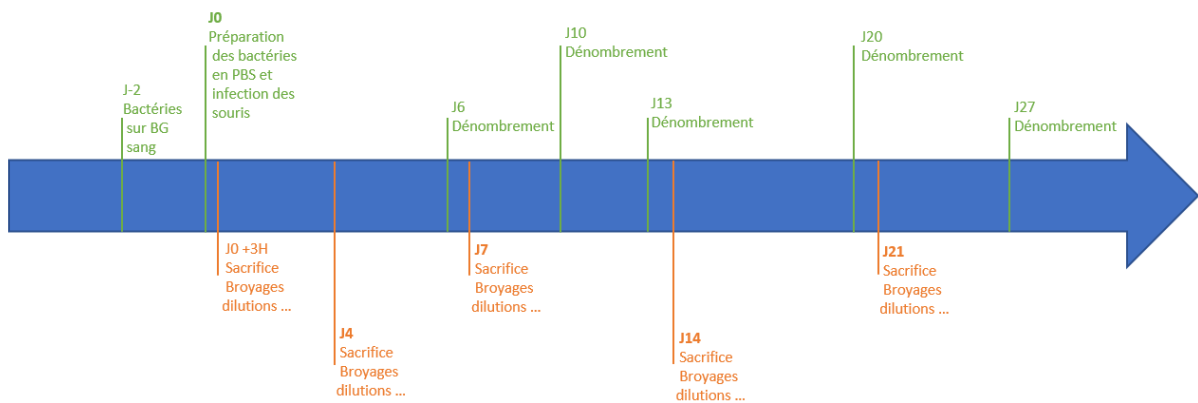 J-2
Bactéries
sur BG
sang
J0
Préparation
des bactéries
en PBS et
infection des
souris
J6
Dénombrement
J10
Dénombrement
J13
Dénombrement
J20
Dénombrement
J27
Dénombrement
J0 +3H
Sacrifice
Broyages
dilutions ...
J4
Sacrifice
Broyages
dilutions ...
J7
Sacrifice
Broyages
dilutions ...
J14
Sacrifice
Broyages
dilutions ...
J21
Sacrifice
Broyages
dilutions ...